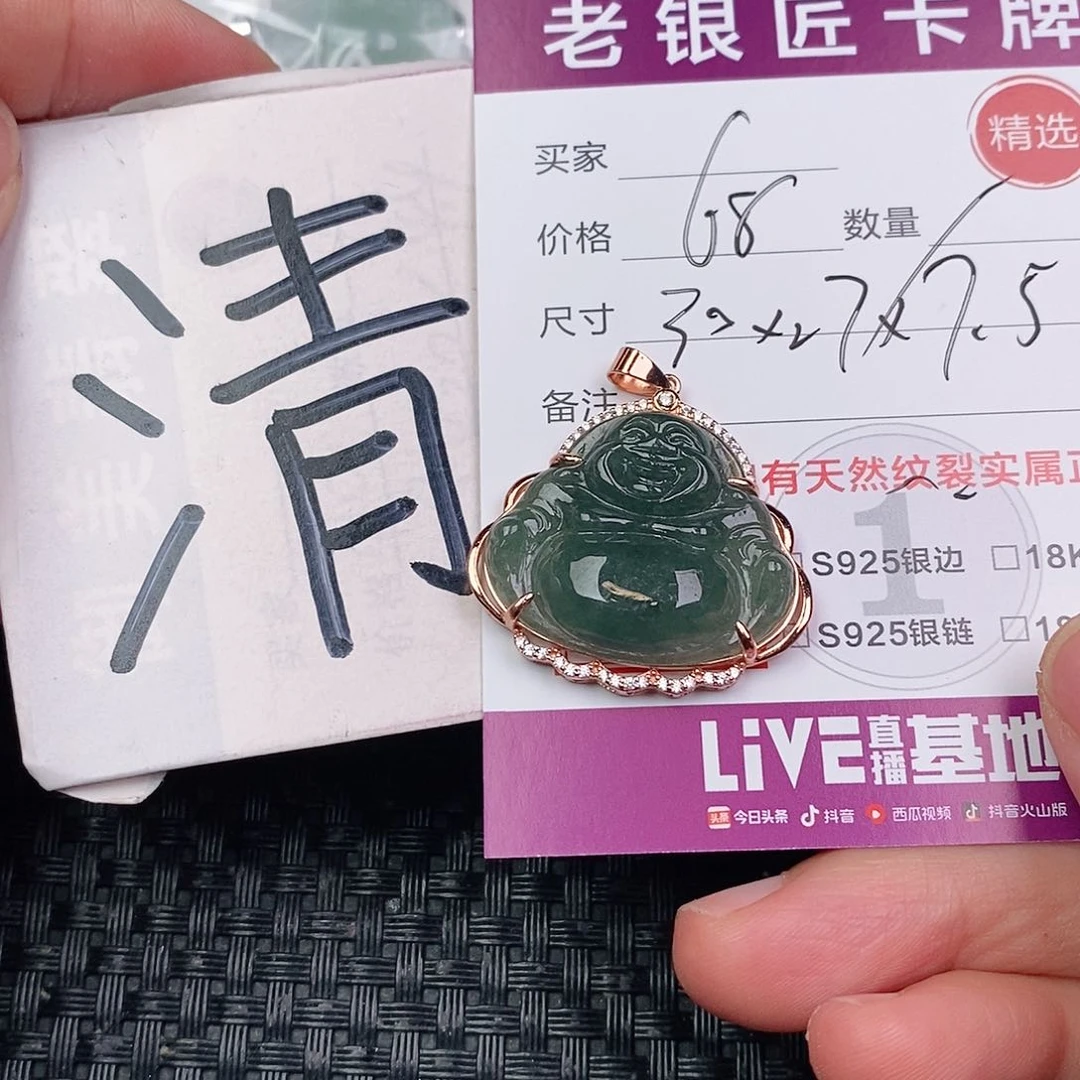 清
老银匠卡牌
精选
买家
价格 68 数量
尺寸 32x27x7.5
备注
有天然纹裂实属正
1
S925银边 □18K
S925银链 □18
LiVE直播基地
头条 今日头条 抖音 西瓜视频 抖音火山版